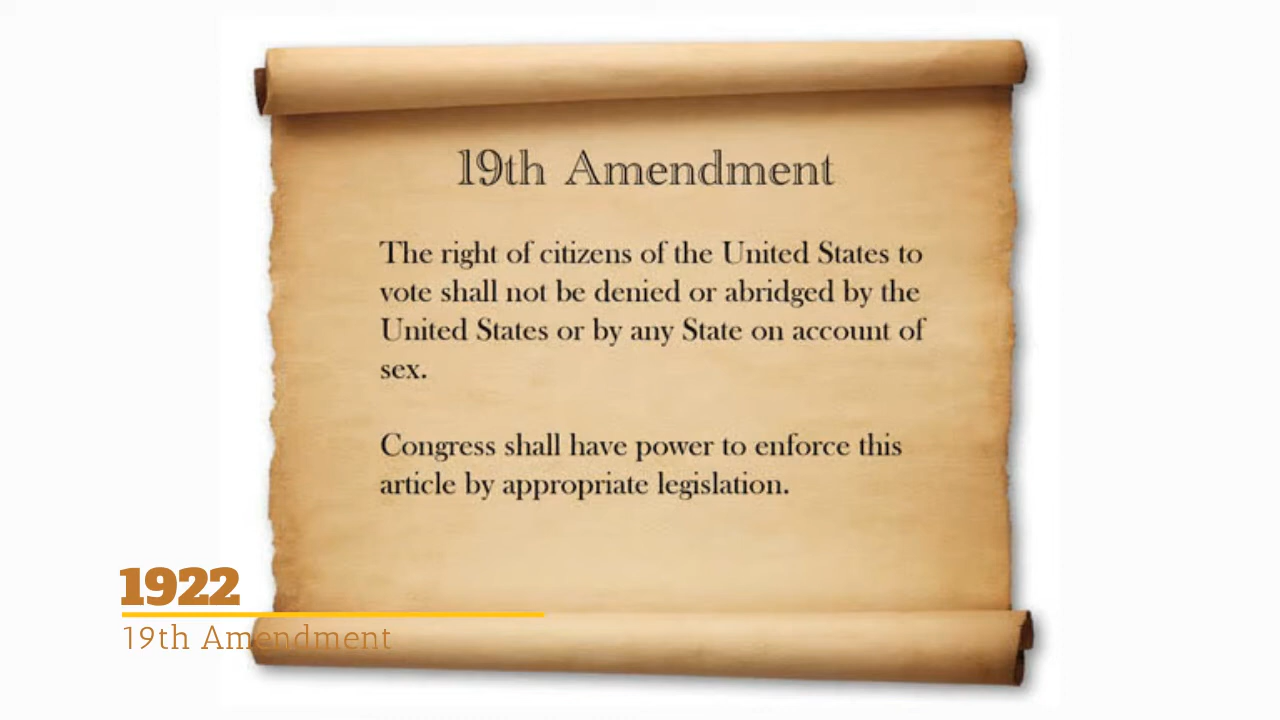 19th Amendment
The right of citizens of the United States to
vote shall not be denied or abridged by the
United States or by any State on account of
sex.
Congress shall have power to enforce this
article by appropriate legislation.
1922
19th Amendment